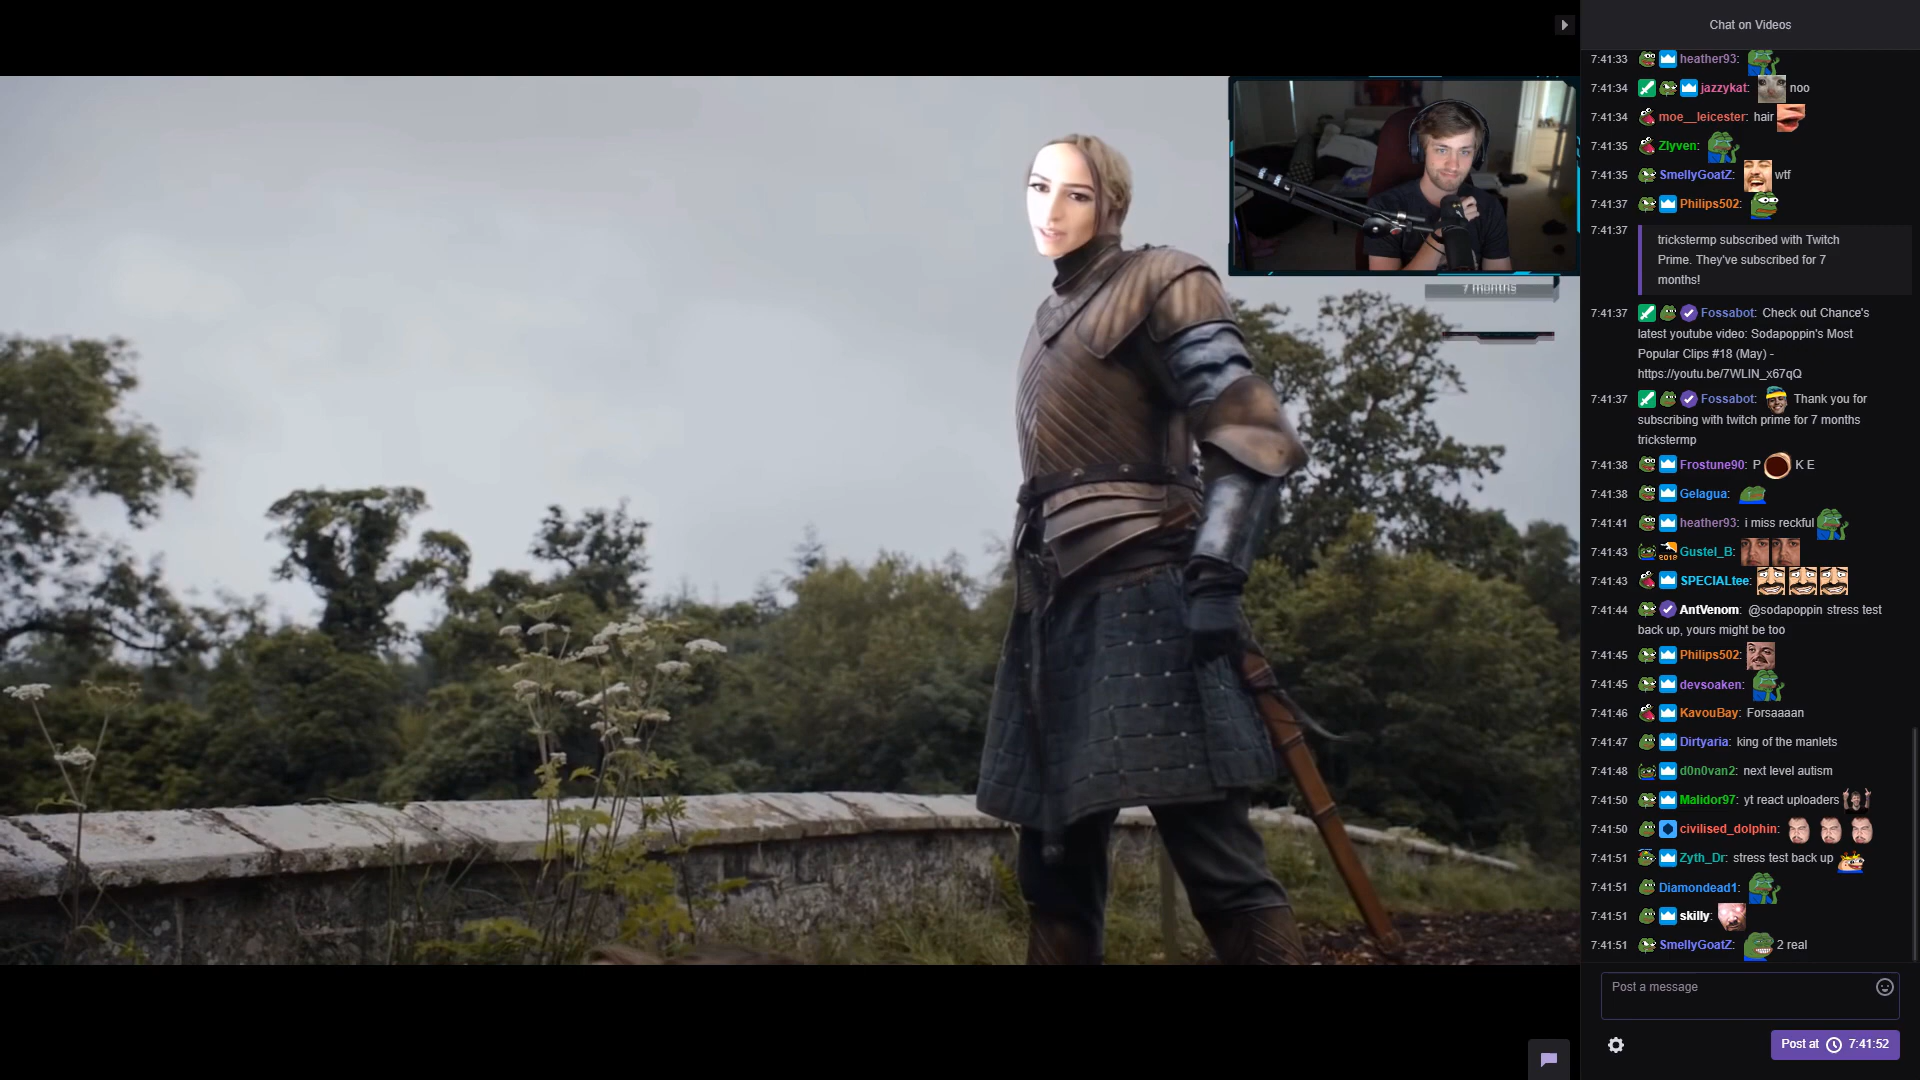 Chat on Videos
7:41:33 heather93:
7:41:34 jazzykat: noo
7:41:34 moe__leicester: hair
7:41:35 Zlyven:
7:41:35 SmellyGoatZ: wtf
7:41:37 Philips502:
7:41:37
trickstermp subscribed with Twitch
Prime. They've subscribed for 7
months!
7:41:37 Fossabot: Check out Chance's
latest youtube video: Sodapoppin's Most
Popular Clips #18 (May) -
https://youtu.be/7WLIN_x67qQ
7:41:37 Fossabot: Thank you for
subscribing with twitch prime for 7 months
trickstermp
7:41:38 Frostune90: P K E
7:41:38 Gelagua:
7:41:41 heather93: i miss reckful
7:41:43 2018 Gustel_B:
7:41:43 SPECIALtee:
7:41:44 AntVenom: @sodapoppin stress test
back up, yours might be too
7:41:45 Philips502:
7:41:45 devsoaken:
7:41:46 KavouBay: Forsaaaan
7:41:47 Dirtyaria: king of the manlets
7:41:48 d0n0van2: next level autism
7:41:50 Malidor97: yt react uploaders
7:41:50 civilised_dolphin:
7:41:51 Zyth_Dr: stress test back up
7:41:51 Diamondead1:
7:41:51 skilly:
7:41:51 SmellyGoatZ: 2 real
Post a message
Post at 7:41:52
7 months